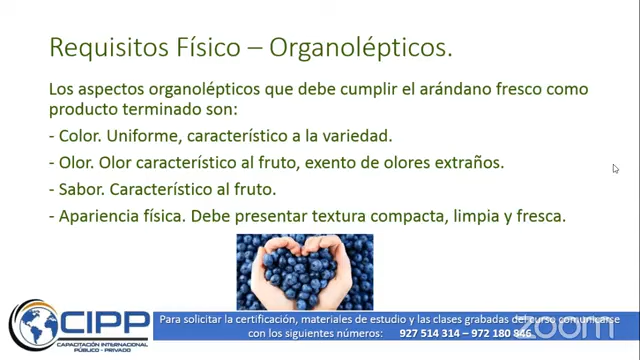 Requisitos Físico – Organolépticos.
Los aspectos organolépticos que debe cumplir el arándano fresco como
producto terminado son:
- Color. Uniforme, característico a la variedad.
- Olor. Olor característico al fruto, exento de olores extraños.
- Sabor. Característico al fruto.
- Apariencia física. Debe presentar textura compacta, limpia y fresca.
CIPP
CAPACITACIÓN INTERNACIONAL
PÚBLICO - PRIVADO
Para solicitar la certificación, materiales de estudio y las clases grabadas del curso comunicarse
con los siguientes números: 927 514 314 – 972 180 846
zoom